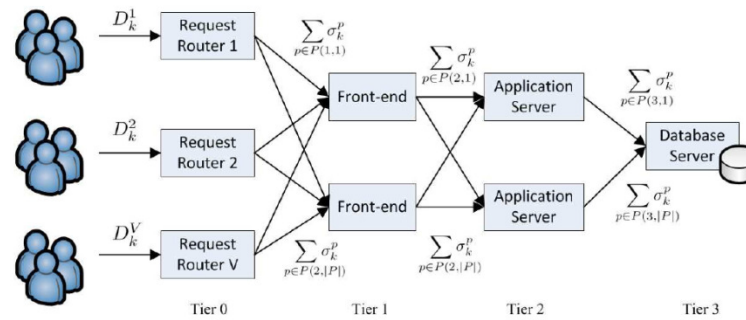 D_k^1
Request
Router 1
∑ σ_k^p
p∈P(1,1)
∑ σ_k^p
p∈P(2,1)
Front-end
Application
Server
∑ σ_k^p
p∈P(3,1)
D_k^2
Request
Router 2
Database
Server
D_k^V
Request
Router V
Front-end
Application
Server
∑ σ_k^p
p∈P(2,|P|)
∑ σ_k^p
p∈P(2,|P|)
∑ σ_k^p
p∈P(3,|P|)
Tier 0
Tier 1
Tier 2
Tier 3